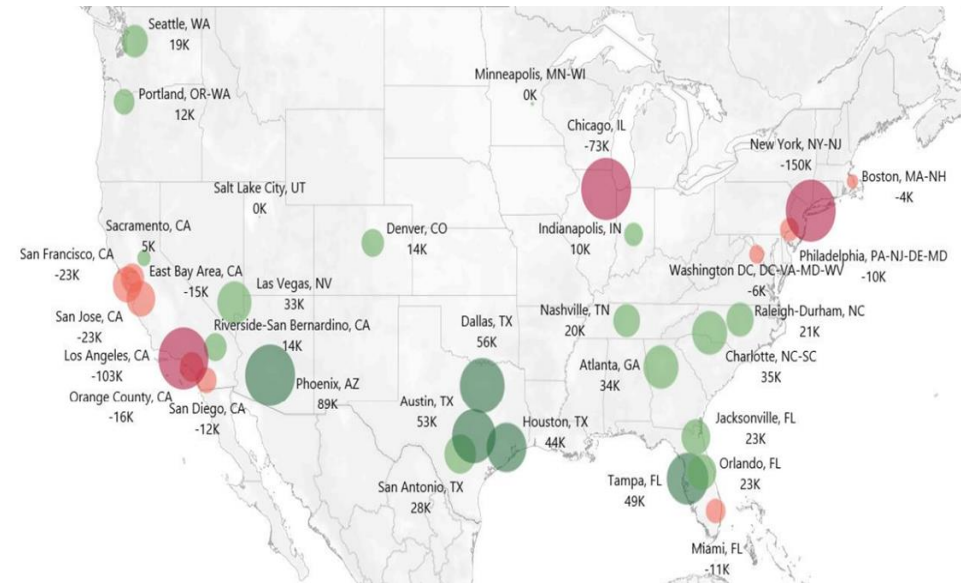 Seattle, WA
19K
Portland, OR-WA
12K
Minneapolis, MN-WI
0K
Chicago, IL
-73K
New York, NY-NJ
-150K
Boston, MA-NH
-4K
Salt Lake City, UT
0K
Sacramento, CA
5K
Denver, CO
14K
Indianapolis, IN
10K
San Francisco, CA
-23K
East Bay Area, CA
-15K
Philadelphia, PA-NJ-DE-MD
-10K
Washington DC, DC-VA-MD-WV
-6K
Las Vegas, NV
33K
San Jose, CA
-23K
Riverside-San Bernardino, CA
14K
Nashville, TN
20K
Raleigh-Durham, NC
21K
Dallas, TX
56K
Los Angeles, CA
-103K
Charlotte, NC-SC
35K
Atlanta, GA
34K
Orange County, CA
-16K
San Diego, CA
-12K
Phoenix, AZ
89K
Austin, TX
53K
Houston, TX
44K
Jacksonville, FL
23K
San Antonio, TX
28K
Tampa, FL
49K
Orlando, FL
23K
Miami, FL
-11K